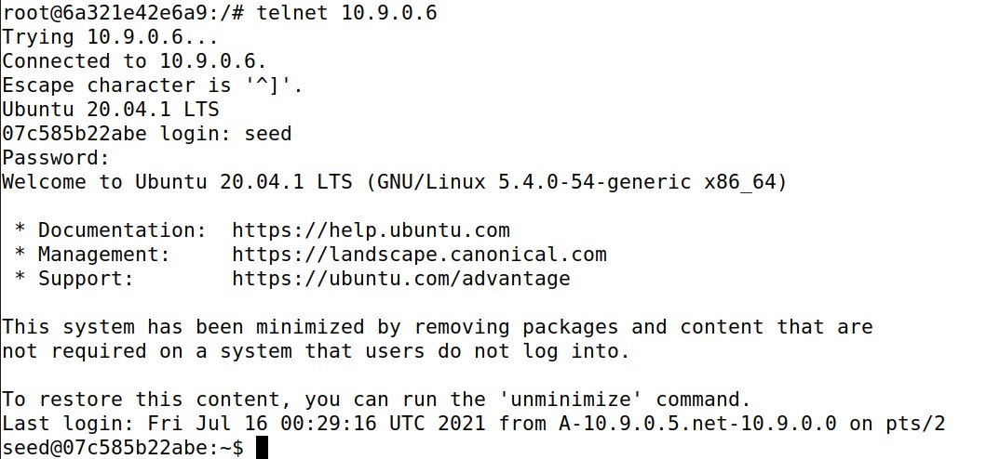 root@6a321e42e6a9:/# telnet 10.9.0.6
Trying 10.9.0.6...
Connected to 10.9.0.6.
Escape character is '^]'.
Ubuntu 20.04.1 LTS
07c585b22abe login: seed
Password:
Welcome to Ubuntu 20.04.1 LTS (GNU/Linux 5.4.0-54-generic x86_64)

 * Documentation:  https://help.ubuntu.com
 * Management:     https://landscape.canonical.com
 * Support:        https://ubuntu.com/advantage

This system has been minimized by removing packages and content that are
not required on a system that users do not log into.

To restore this content, you can run the 'unminimize' command.
Last login: Fri Jul 16 00:29:16 UTC 2021 from A-10.9.0.5.net-10.9.0.0 on pts/2
seed@07c585b22abe:~$